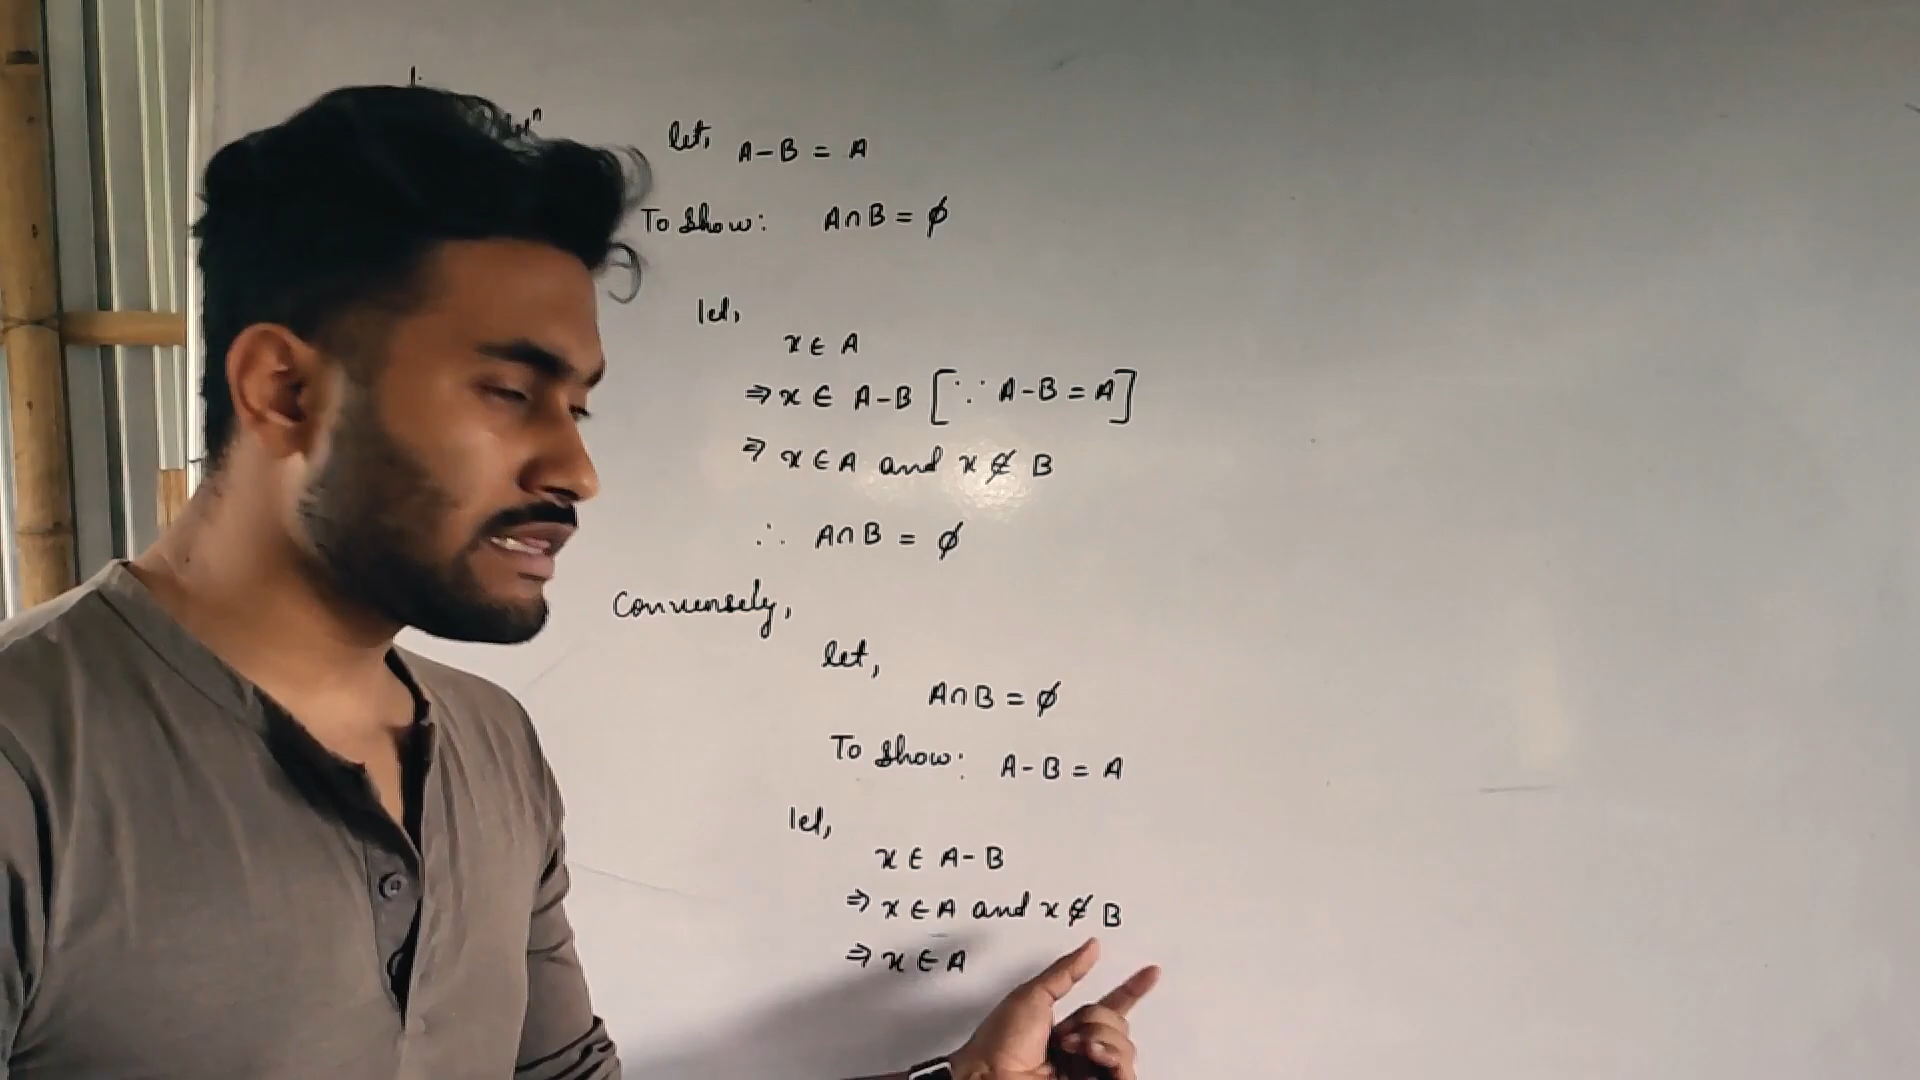 let, A-B = A
To show: A∩B = ϕ
let,
x ∈ A
⇒ x ∈ A-B [∵ A-B = A]
⇒ x ∈ A and x ∉ B
∴ A∩B = ϕ
Conversely,
let,
A∩B = ϕ
To show: A-B = A
let,
x ∈ A-B
⇒ x ∈ A and x ∉ B
⇒ x ∈ A